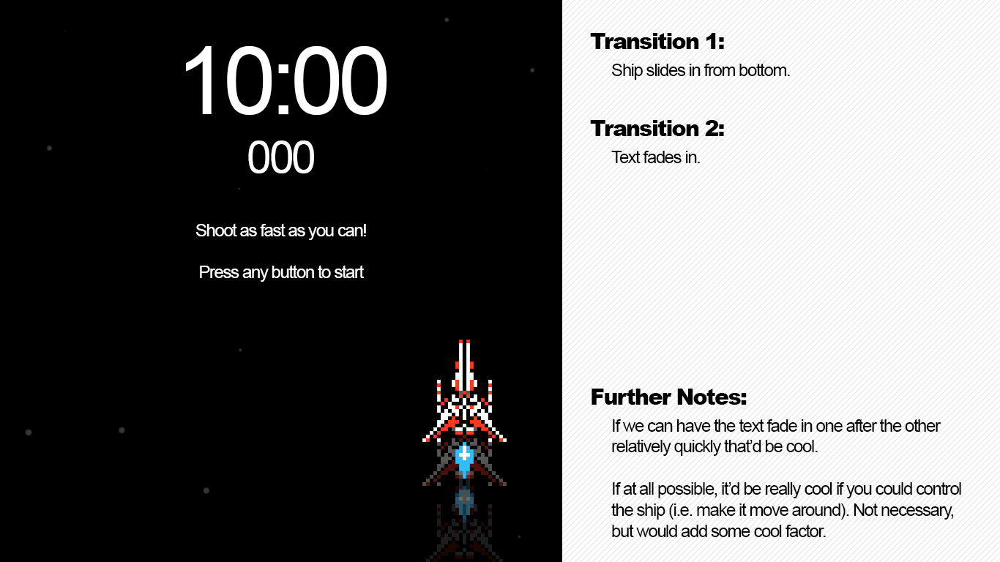 10:00
000
Shoot as fast as you can!
Press any button to start
Transition 1:
Ship slides in from bottom.
Transition 2:
Text fades in.
Further Notes:
If we can have the text fade in one after the other
relatively quickly that’d be cool.
If at all possible, it’d be really cool if you could control
the ship (i.e. make it move around). Not necessary,
but would add some cool factor.